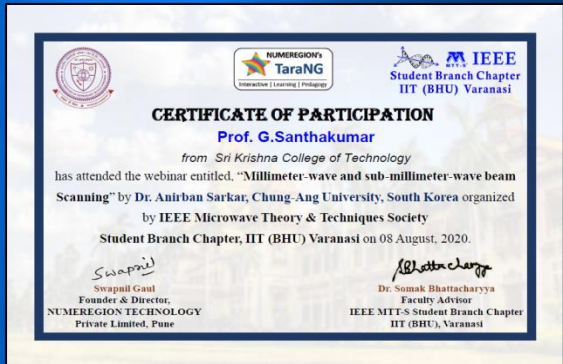 NUMEREGION's
TaraNG
Interactive | Learning | Pedagogy
MTT-S
IEEE
Student Branch Chapter
IIT (BHU) Varanasi
CERTIFICATE OF PARTICIPATION
Prof. G.Santhakumar
from Sri Krishna College of Technology
has attended the webinar entitled, “Millimeter-wave and sub-millimeter-wave beam
Scanning” by Dr. Anirban Sarkar, Chung-Ang University, South Korea organized
by IEEE Microwave Theory & Techniques Society
Student Branch Chapter, IIT (BHU) Varanasi on 08 August, 2020.
Swapnil
SBhattacharyya
Swapnil Gaul
Founder & Director,
NUMEREGION TECHNOLOGY
Private Limited, Pune
Dr. Somak Bhattacharyya
Faculty Advisor
IEEE MTT-S Student Branch Chapter
IIT (BHU), Varanasi